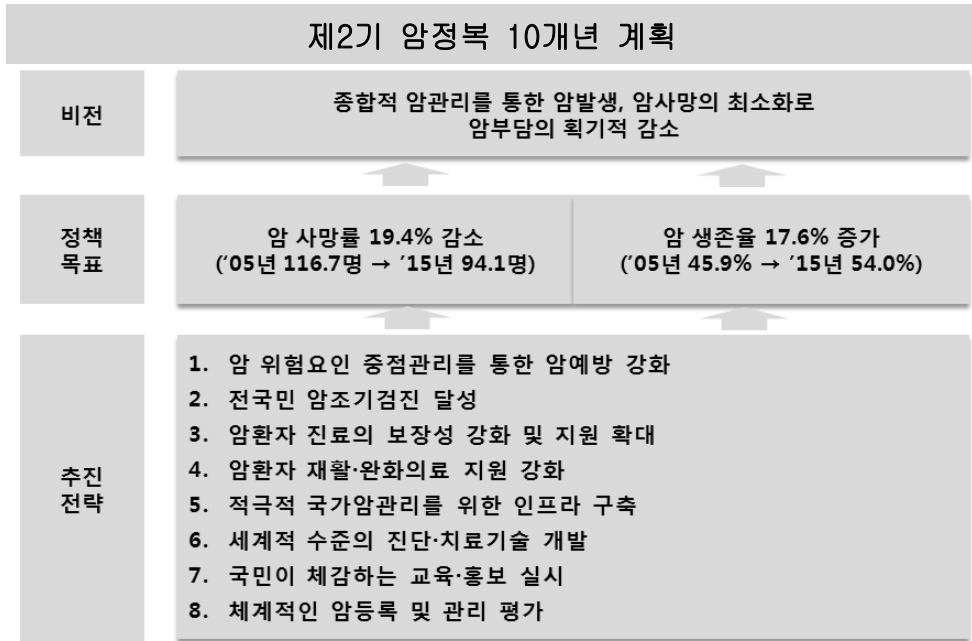 제2기 암정복 10개년 계획
비전
종합적 암관리를 통한 암발생, 암사망의 최소화로
암부담의 획기적 감소
정책
목표
암 사망률 19.4% 감소
(′05년 116.7명 → ′15년 94.1명)
암 생존율 17.6% 증가
(′05년 45.9% → ′15년 54.0%)
추진
전략
1. 암 위험요인 중점관리를 통한 암예방 강화
2. 전국민 암조기검진 달성
3. 암환자 진료의 보장성 강화 및 지원 확대
4. 암환자 재활·완화의료 지원 강화
5. 적극적 국가암관리를 위한 인프라 구축
6. 세계적 수준의 진단·치료기술 개발
7. 국민이 체감하는 교육·홍보 실시
8. 체계적인 암등록 및 관리 평가